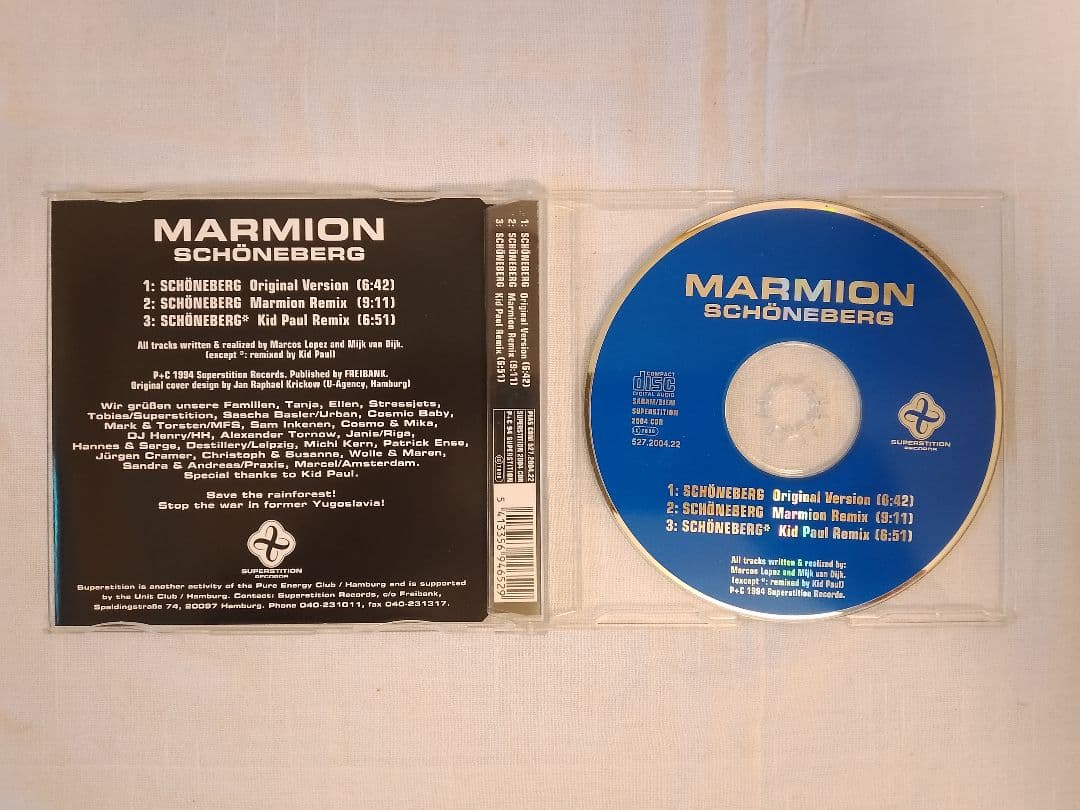 MARMION
SCHÖNEBERG
1: SCHÖNEBERG Original Version (6:42)
2: SCHÖNEBERG Marmion Remix (9:11)
3: SCHÖNEBERG* Kid Paul Remix (6:51)
All tracks written & realized by Marcos Lopez and Mijk van Dijk.
(except *: remixed by Kid Paul)
P+C 1994 Superstition Records. Published by FREIBANK.
Original cover design by Jan Raphael Krickow (U-Agency, Hamburg)
Wir grüßen unsere Familien, Tanja, Ellen, Stressjets,
Tobias/Superstition, Sascha Basler/Urban, Cosmic Baby,
Mark & Torsten/MFS, Sam Inkenen, Cosmo & Mika,
DJ Henry/HH, Alexander Tornow, Janis/Riga,
Hannes & Serge, Destillery/Leipzig, Michl Kern, Patrick Ense,
Jürgen Cramer, Christoph & Susanne, Wolle & Maren,
Sandra & Andreas/Praxis, Marcel/Amsterdam.
Special thanks to Kid Paul.
Save the rainforest!
Stop the war in former Yugoslavia!
SUPERSTITION
RECORDS
Superstition is another activity of the Pure Energy Club / Hamburg and is supported
by the Unit Club / Hamburg. Contact: Superstition Records, c/o Freibank,
Spaldingstraße 74, 20097 Hamburg. Phone 040-231011, fax 040-231317.
1: SCHÖNEBERG Original Version (6:42)
2: SCHÖNEBERG Marmion Remix (9:11)
3: SCHÖNEBERG Kid Paul Remix (6:51)
527.2004.22
SUPERSTITION 2004 CDR
P+C 94 SUPERSTITION
5 413356 946529
MARMION
SCHÖNEBERG
COMPACT
disc
DIGITAL AUDIO
SABAM/BIEM
SUPERSTITION
2004 CDR
527.2004.22
SUPERSTITION
RECORDS
1: SCHÖNEBERG Original Version (6:42)
2: SCHÖNEBERG Marmion Remix (9:11)
3: SCHÖNEBERG* Kid Paul Remix (6:51)
All tracks written & realized by:
Marcos Lopez and Mijk van Dijk.
(except *: remixed by Kid Paul)
P+C 1994 Superstition Records.